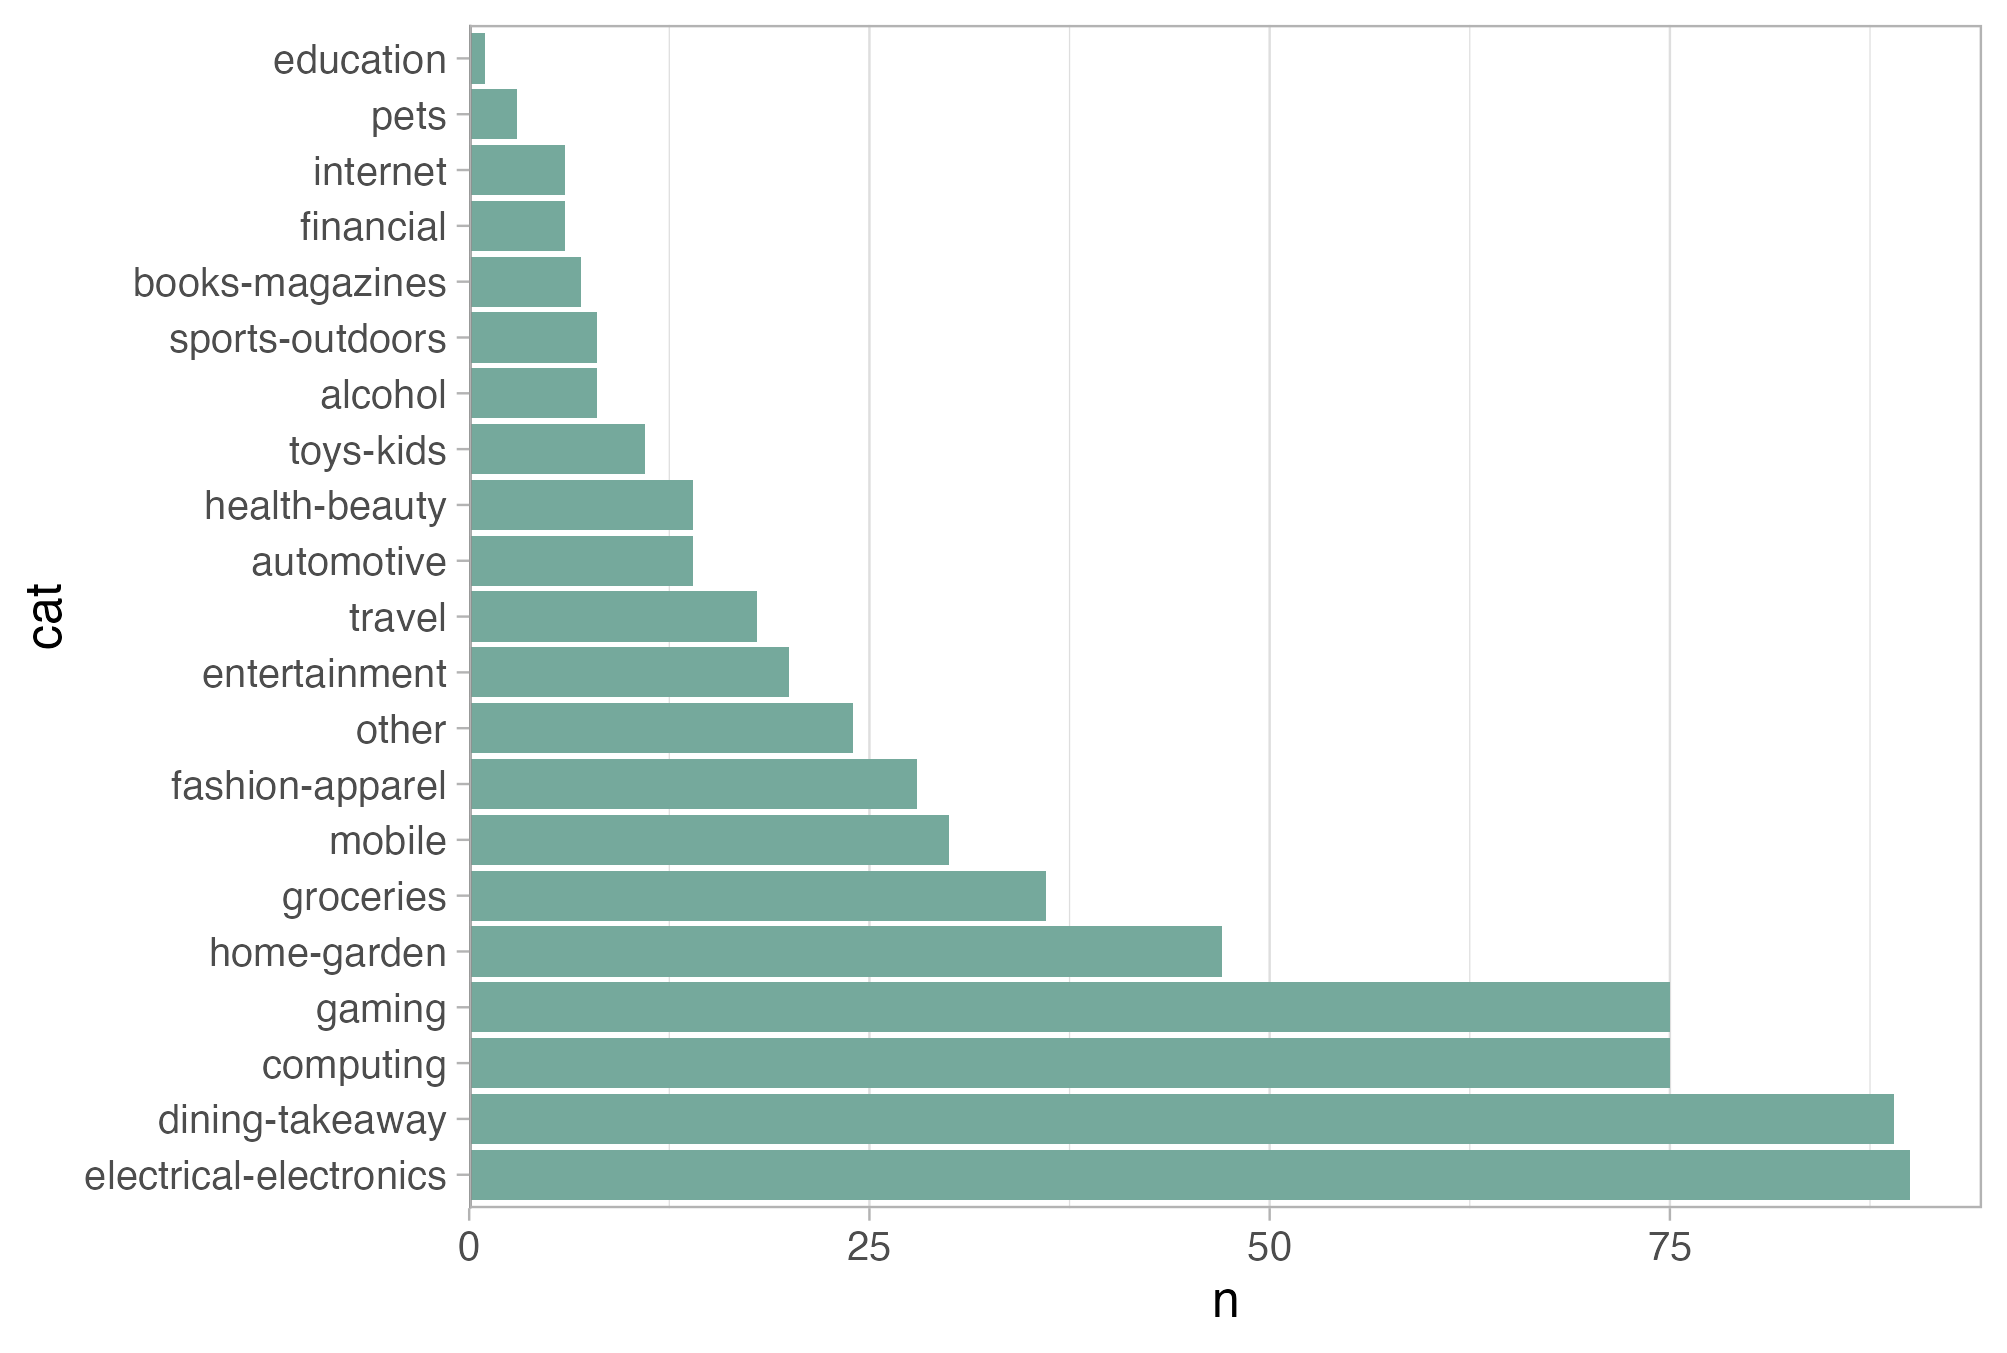 education
pets
internet
financial
books-magazines
sports-outdoors
alcohol
toys-kids
health-beauty
automotive
travel
entertainment
other
fashion-apparel
mobile
groceries
home-garden
gaming
computing
dining-takeaway
electrical-electronics
cat
0 25 50 75
n